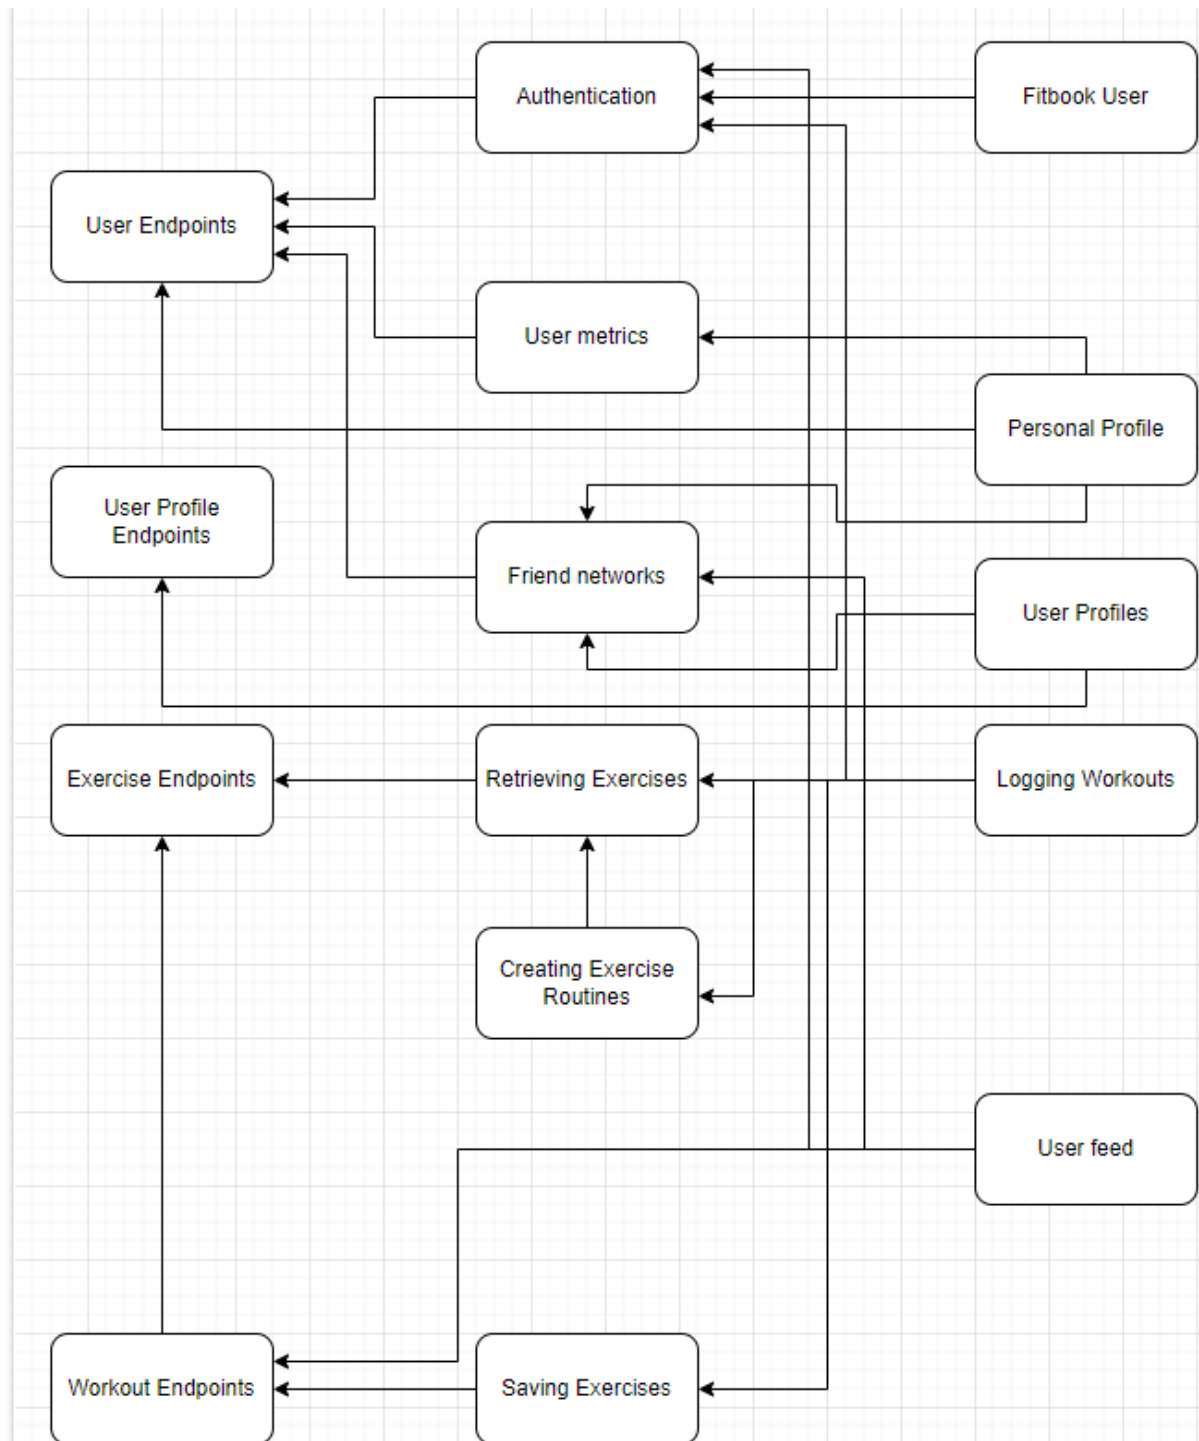 Authentication
Fitbook User
User Endpoints
User metrics
Personal Profile
User Profile
Endpoints
Friend networks
User Profiles
Exercise Endpoints
Retrieving Exercises
Logging Workouts
Creating Exercise
Routines
User feed
Workout Endpoints
Saving Exercises